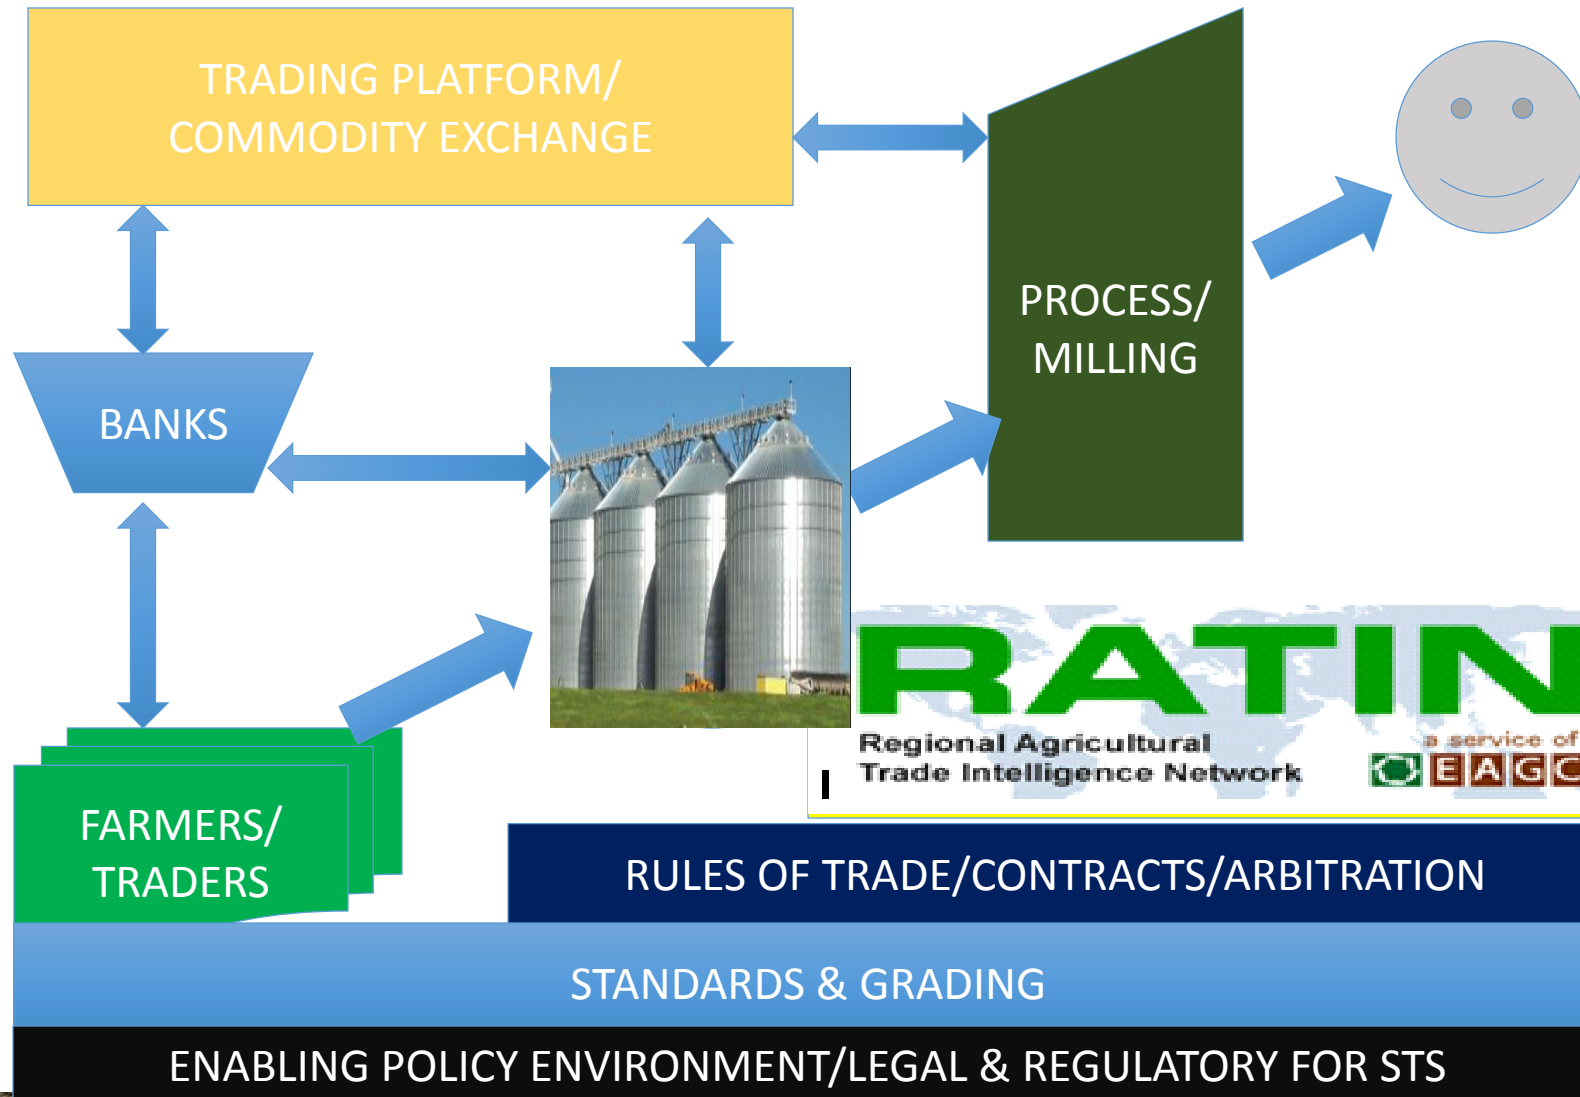 TRADING PLATFORM/
COMMODITY EXCHANGE
PROCESS/
MILLING
BANKS
RATIN
Regional Agricultural
Trade Intelligence Network
a service of
EAGC
I
FARMERS/
TRADERS
RULES OF TRADE/CONTRACTS/ARBITRATION
STANDARDS & GRADING
ENABLING POLICY ENVIRONMENT/LEGAL & REGULATORY FOR STS